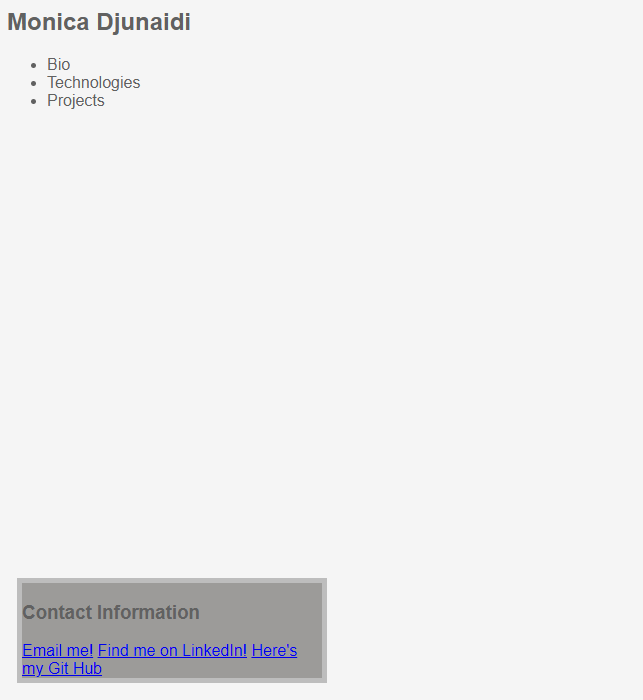 Monica Djunaidi
Bio
Technologies
Projects
Contact Information
Email me! Find me on LinkedIn! Here's
my Git Hub